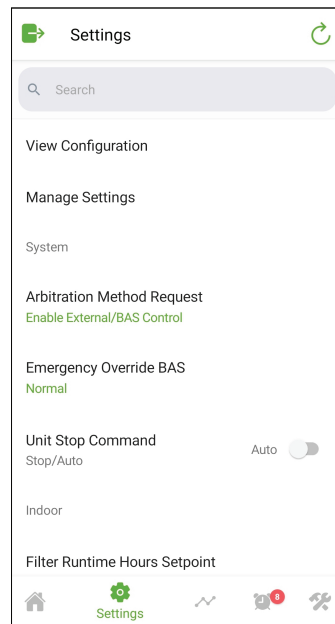 Settings
Search
View Configuration
Manage Settings
System
Arbitration Method Request
Enable External/BAS Control
Emergency Override BAS
Normal
Unit Stop Command
Auto
Stop/Auto
Indoor
Filter Runtime Hours Setpoint
8
Settings